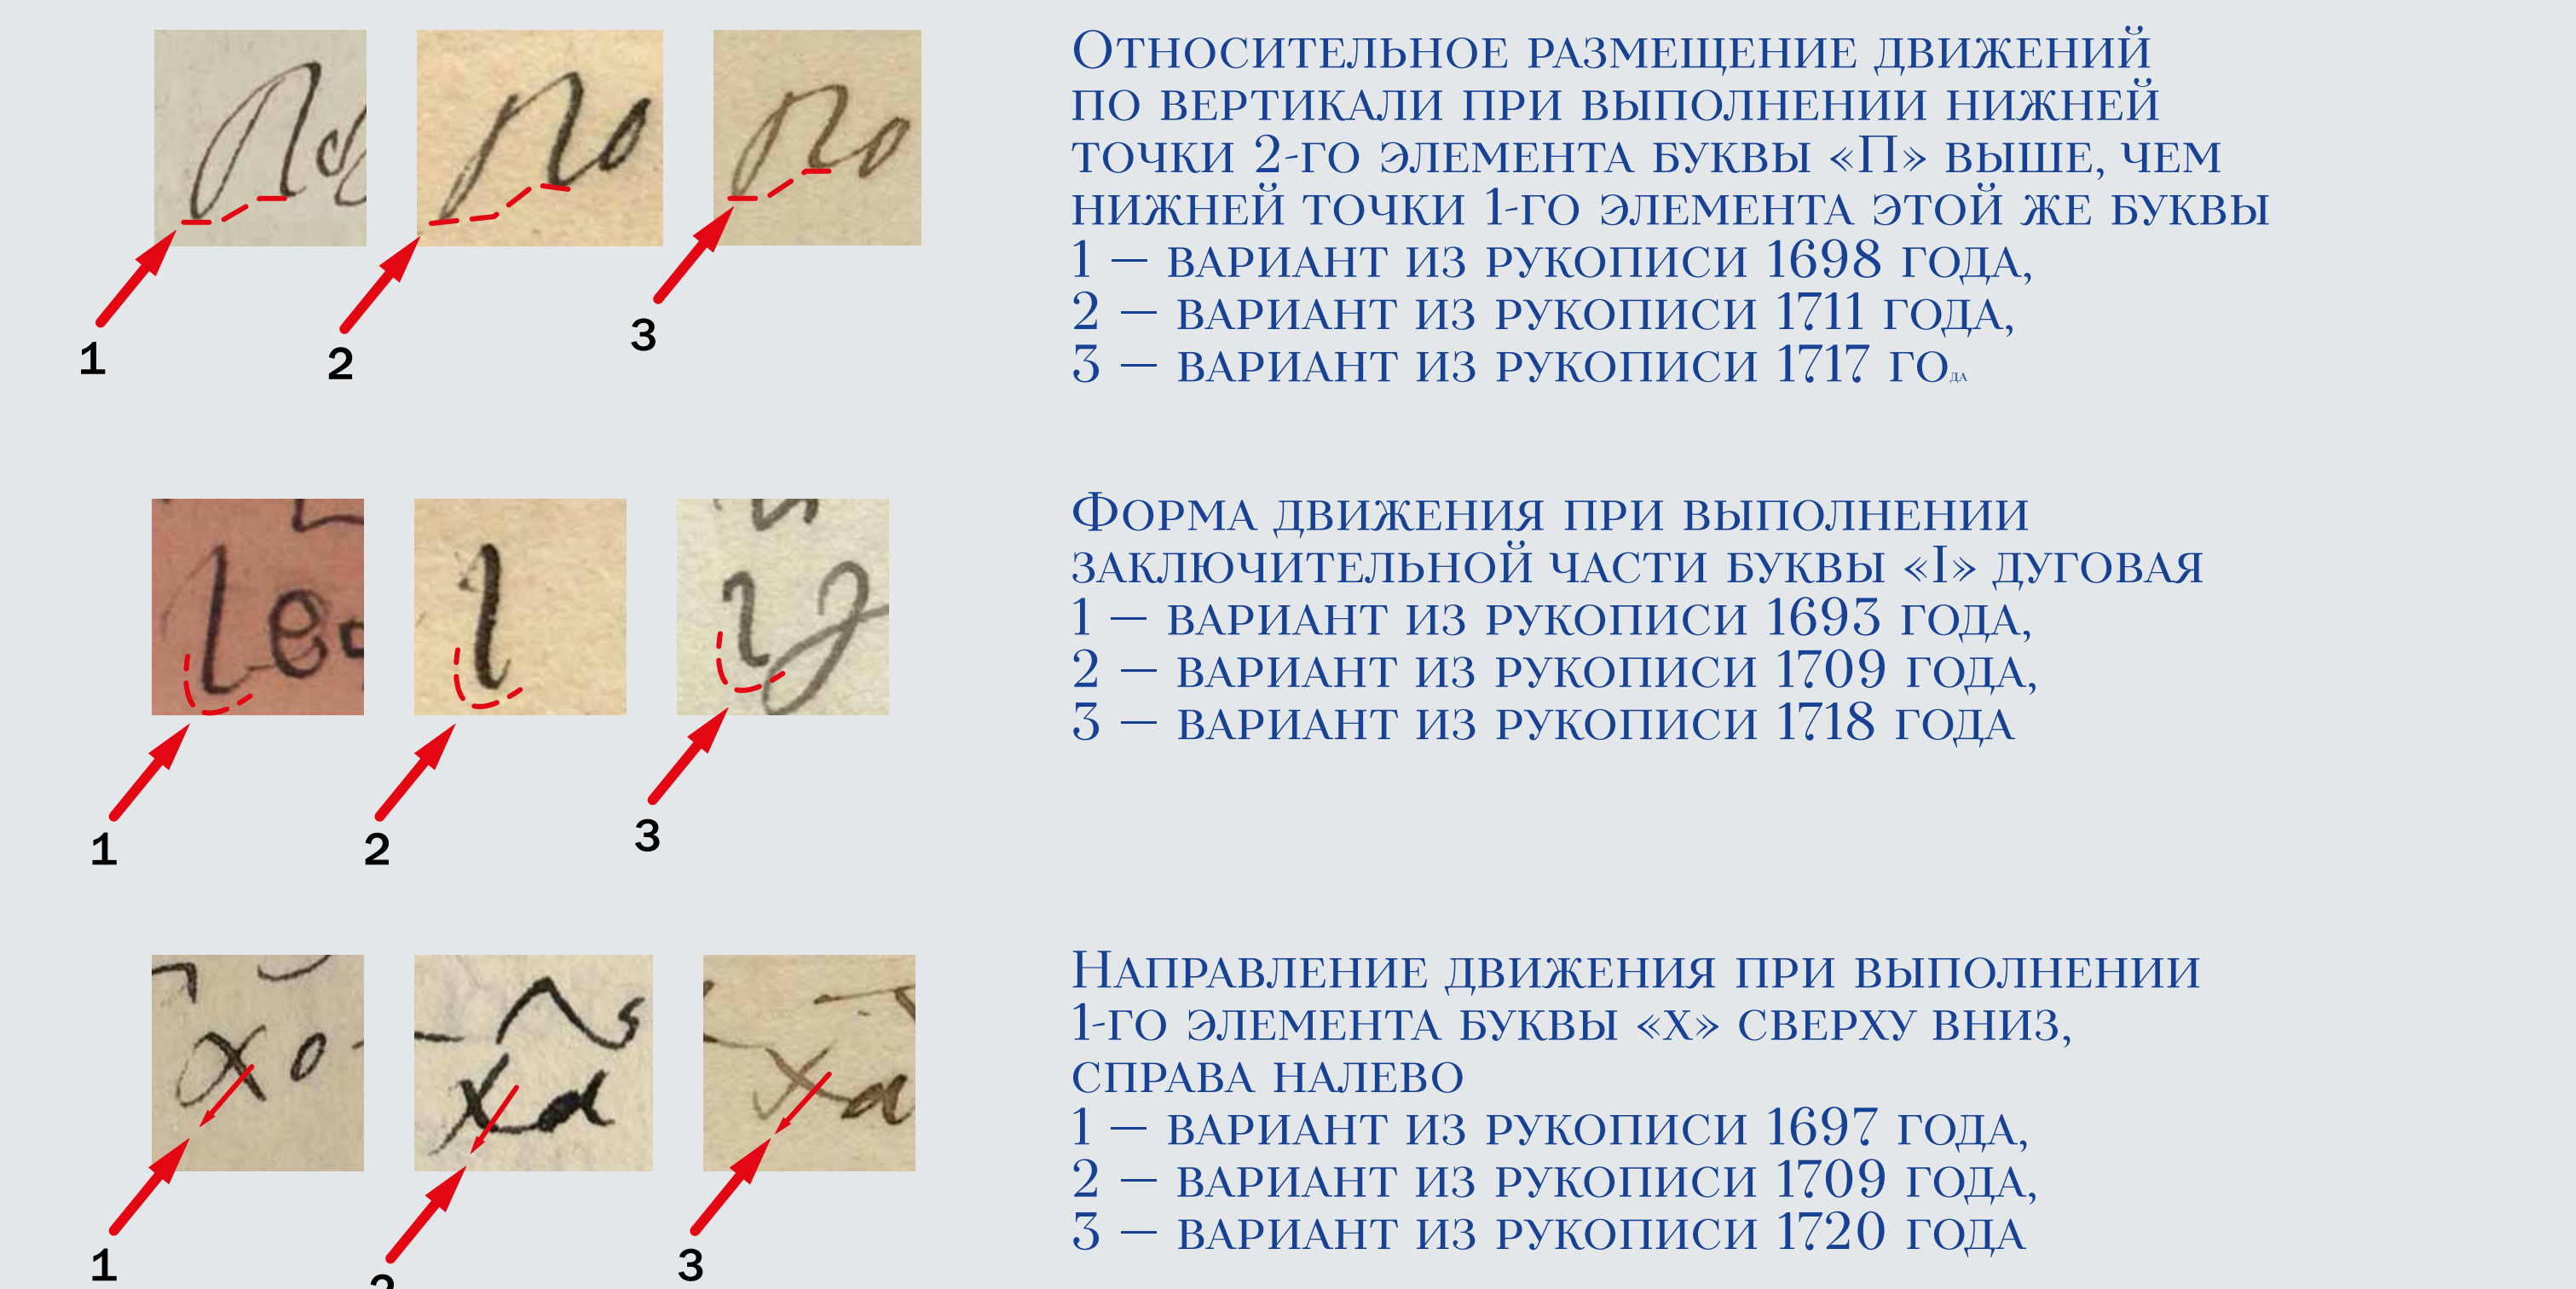 Относительное размещение движений
по вертикали при выполнении нижней
точки 2-го элемента буквы «П» выше, чем
нижней точки 1-го элемента этой же буквы
1 — вариант из рукописи 1698 года,
2 — вариант из рукописи 1711 года,
3 — вариант из рукописи 1717 года
1
2
3
Форма движения при выполнении
заключительной части буквы «I» дуговая
1 — вариант из рукописи 1693 года,
2 — вариант из рукописи 1709 года,
3 — вариант из рукописи 1718 года
1
2
3
Направление движения при выполнении
1-го элемента буквы «х» сверху вниз,
справа налево
1 — вариант из рукописи 1697 года,
2 — вариант из рукописи 1709 года,
3 — вариант из рукописи 1720 года
1
2
3